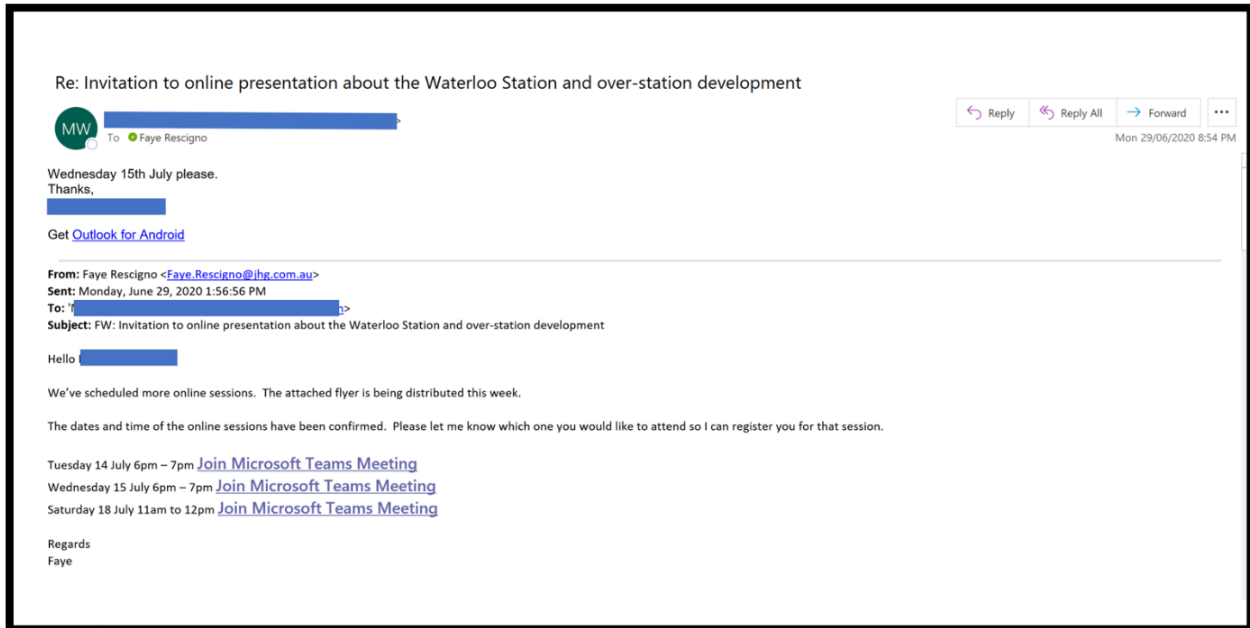 Re: Invitation to online presentation about the Waterloo Station and over-station development
MW
To Faye Rescigno
Reply Reply All Forward ...
Mon 29/06/2020 8:54 PM
Wednesday 15th July please.
Thanks,
Get Outlook for Android
From: Faye Rescigno <Faye.Rescigno@jhg.com.au>
Sent: Monday, June 29, 2020 1:56:56 PM
To: '
Subject: FW: Invitation to online presentation about the Waterloo Station and over-station development
Hello
We've scheduled more online sessions. The attached flyer is being distributed this week.
The dates and time of the online sessions have been confirmed. Please let me know which one you would like to attend so I can register you for that session.
Tuesday 14 July 6pm – 7pm Join Microsoft Teams Meeting
Wednesday 15 July 6pm – 7pm Join Microsoft Teams Meeting
Saturday 18 July 11am to 12pm Join Microsoft Teams Meeting
Regards
Faye